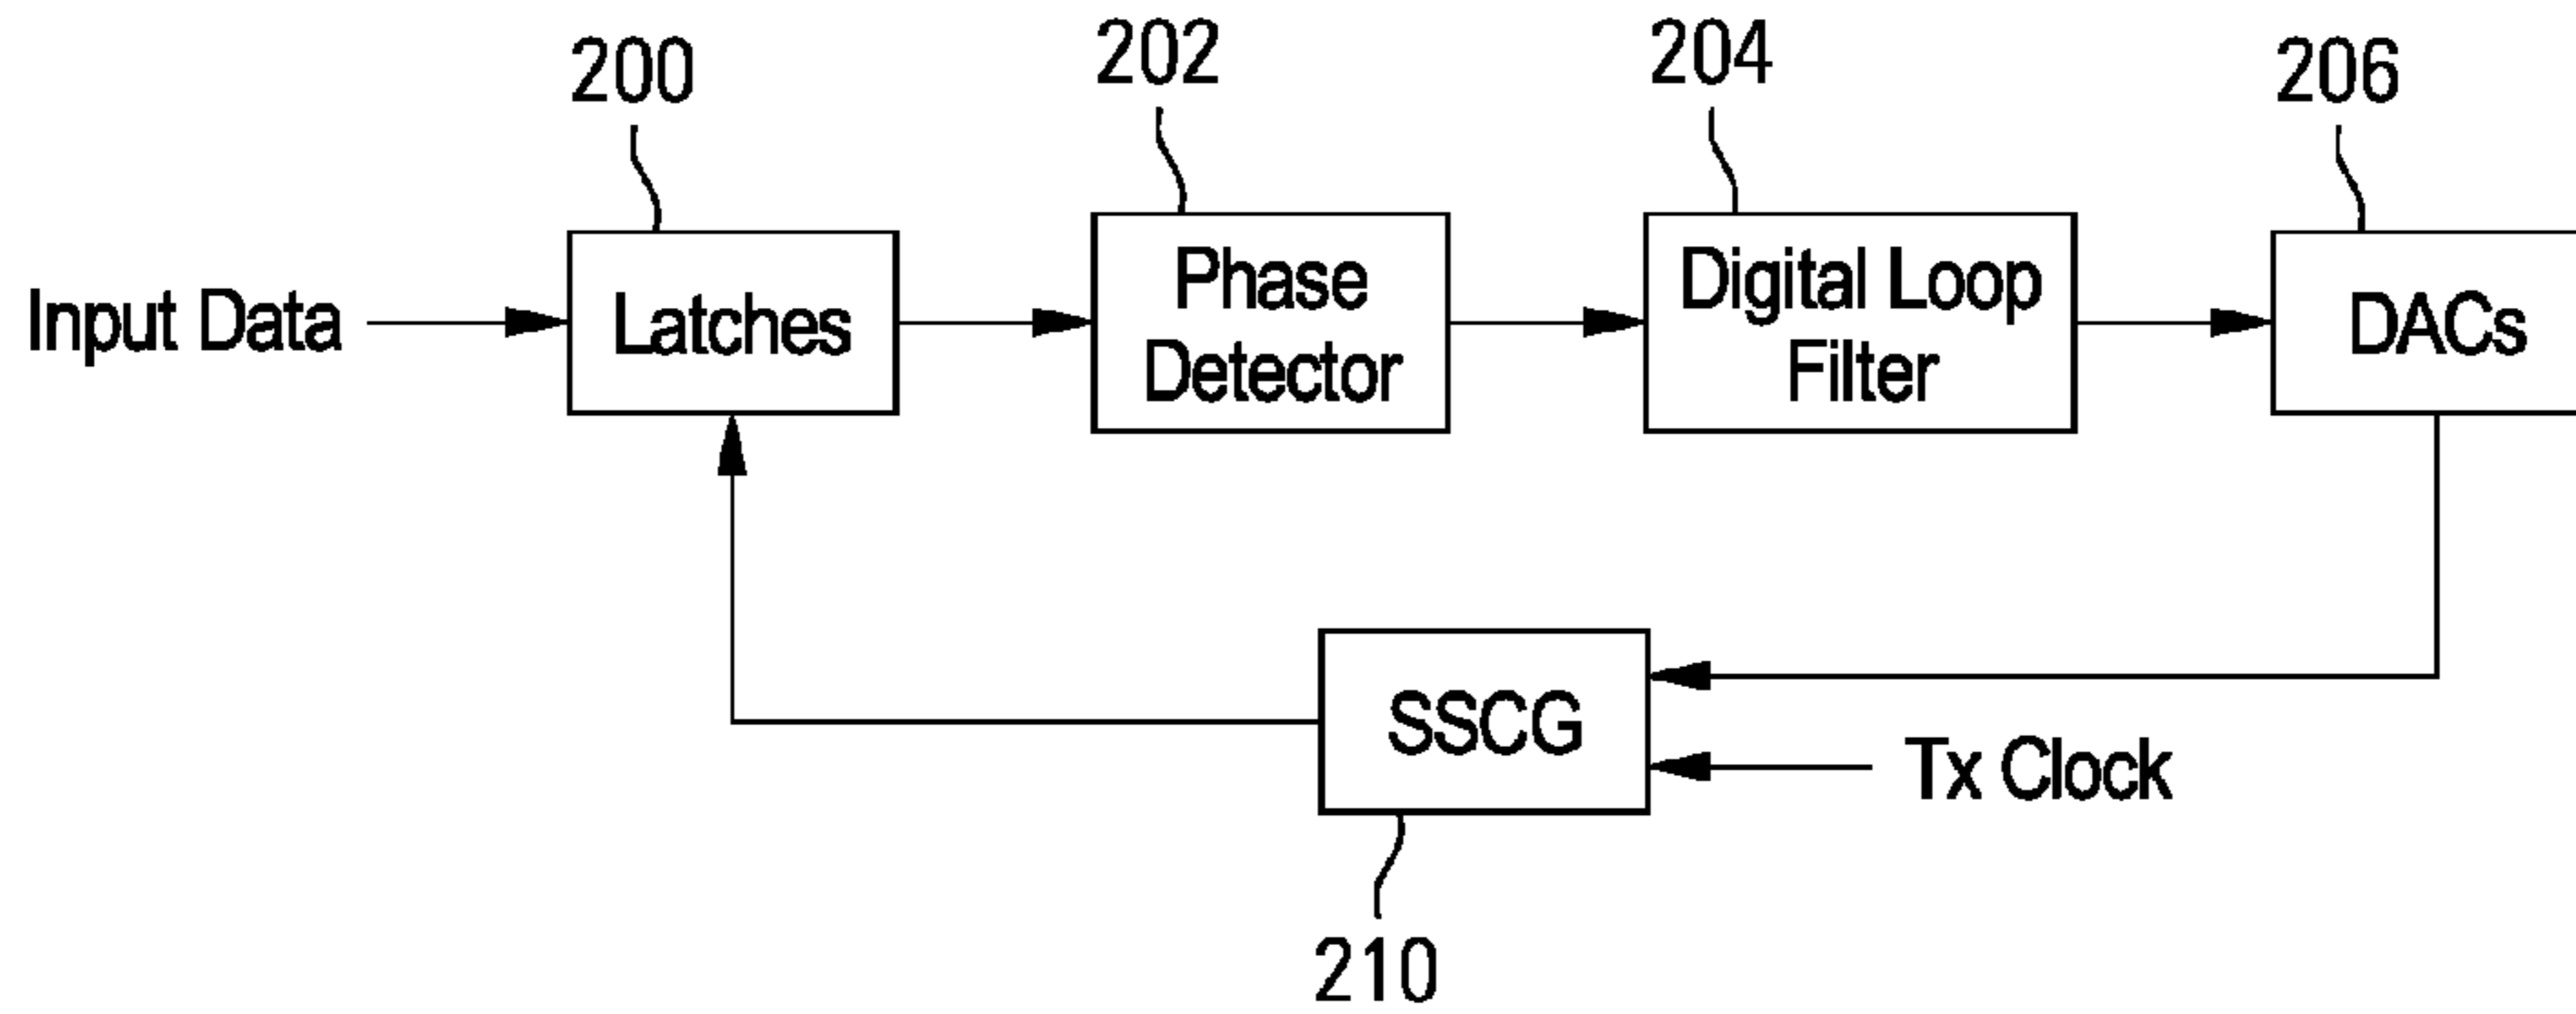 200
202
204
206
Input Data
Latches
Phase
Detector
Digital Loop
Filter
DACs
SSCG
Tx Clock
210